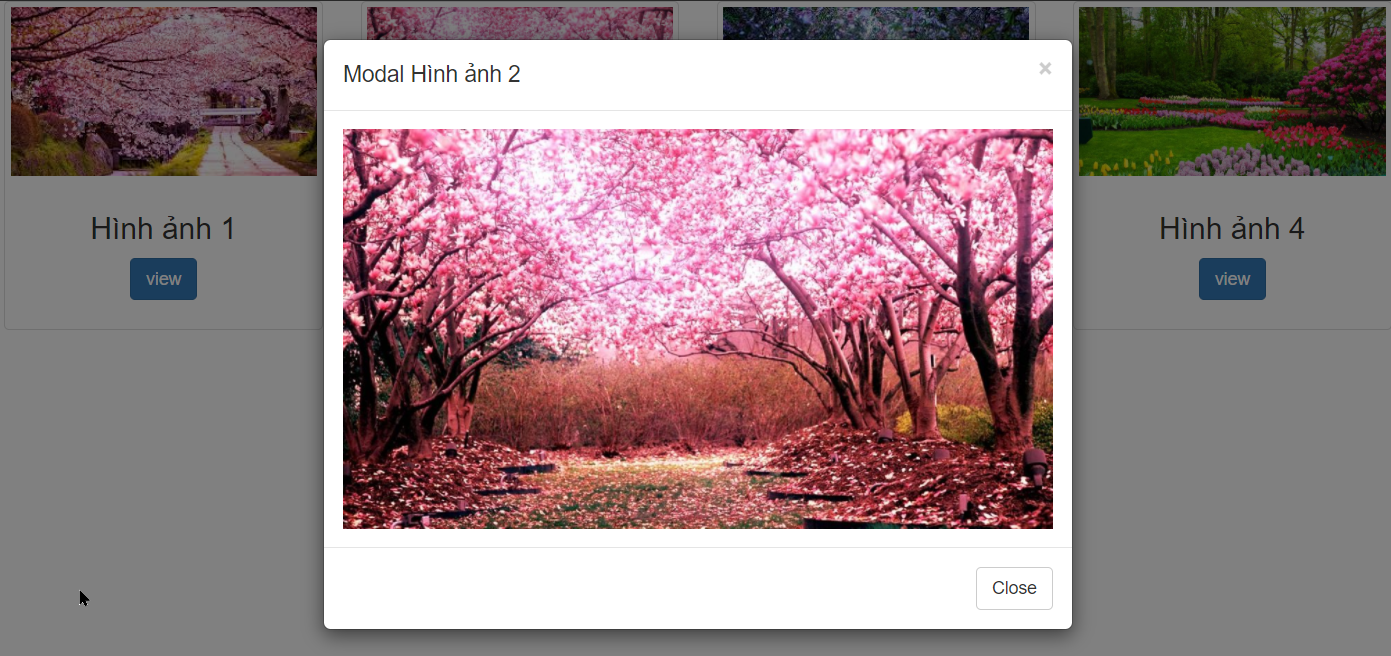 Modal Hình ảnh 2
×
Hình ảnh 1
view
Hình ảnh 4
view
Close